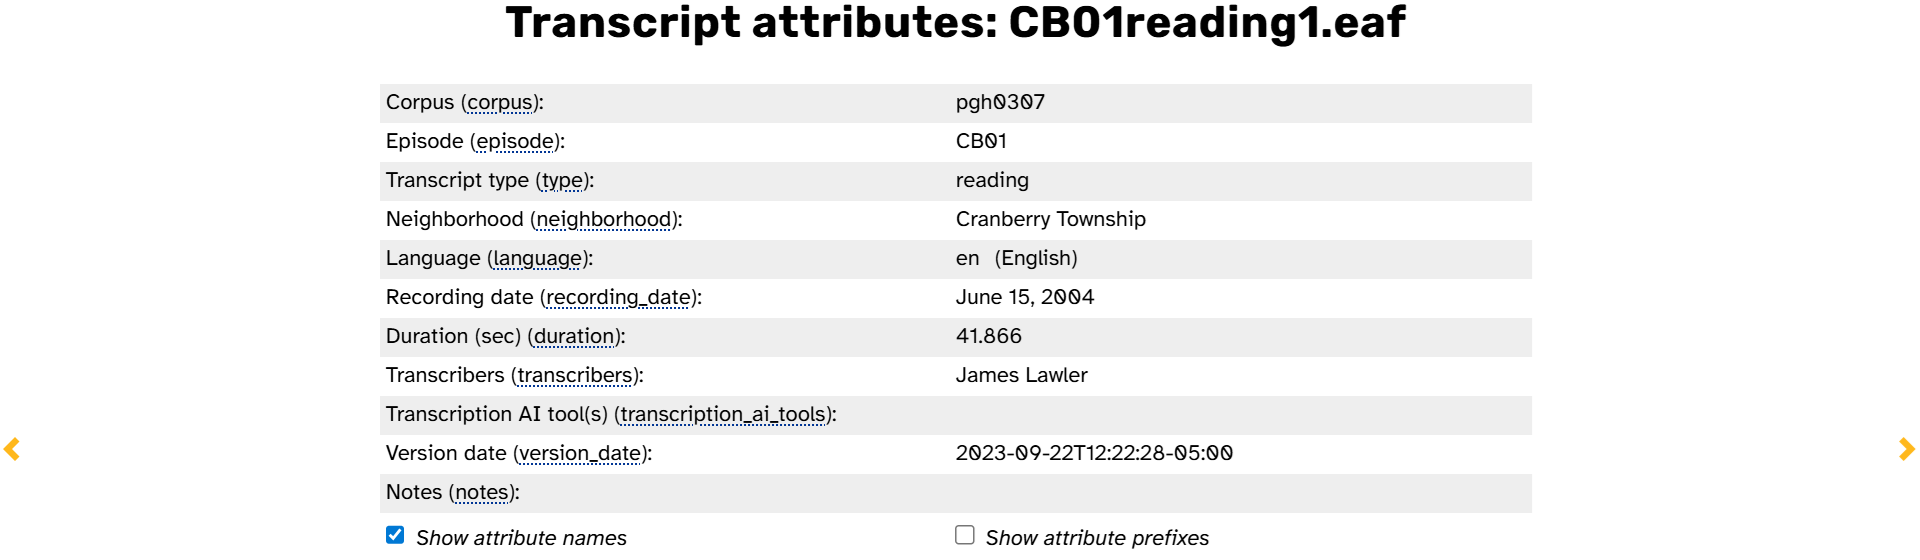 Transcript attributes: CB01reading1.eaf
Corpus (corpus): pgh0307
Episode (episode): CB01
Transcript type (type): reading
Neighborhood (neighborhood): Cranberry Township
Language (language): en (English)
Recording date (recording_date): June 15, 2004
Duration (sec) (duration): 41.866
Transcribers (transcribers): James Lawler
Transcription AI tool(s) (transcription_ai_tools):
Version date (version_date): 2023-09-22T12:22:28-05:00
Notes (notes):
Show attribute names Show attribute prefixes